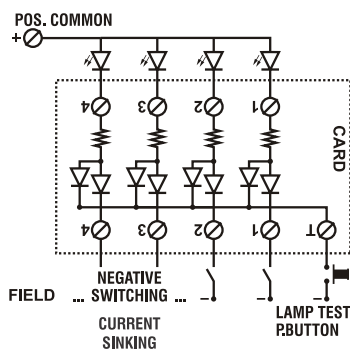 POS. COMMON
+
4 3 2 1
CARD
4 3 2 1 T
NEGATIVE
FIELD ... SWITCHING ... – –  –
LAMP TEST
P.BUTTON
CURRENT
SINKING